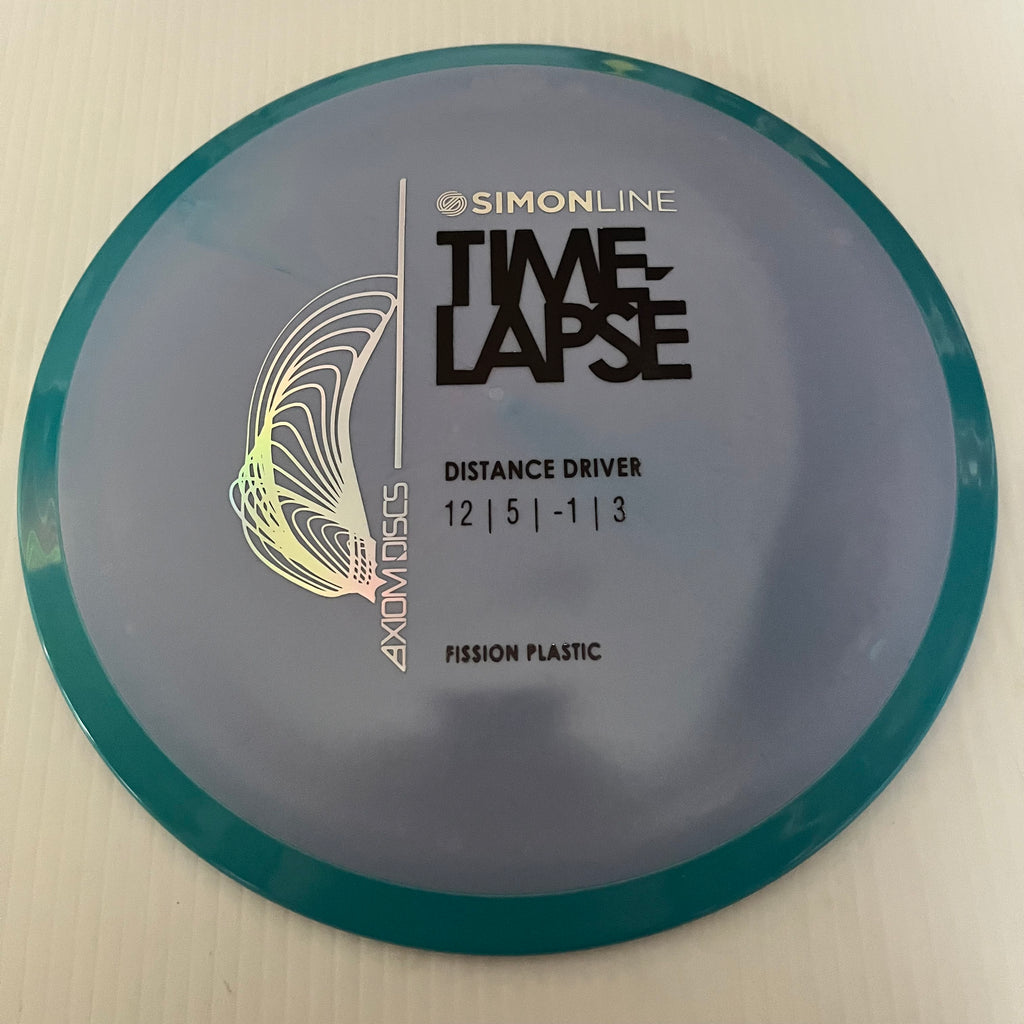 SIMONLINE
TIME-
LAPSE
DISTANCE DRIVER
12 | 5 | -1 | 3
FISSION PLASTIC
AXIOM DISCS